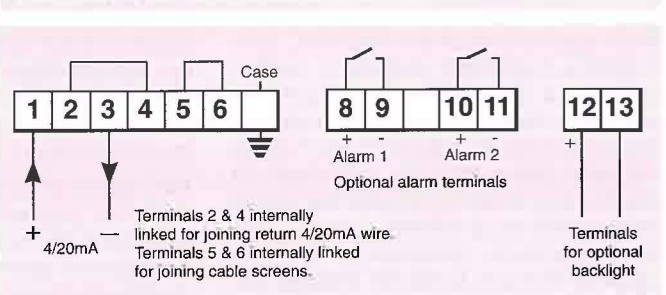 Case
1 2 3 4 5 6 8 9 10 11 12 13
+ - + - +
Alarm 1 Alarm 2
Optional alarm terminals
+ 4/20mA —
Terminals 2 & 4 internally
linked for joining return 4/20mA wire.
Terminals 5 & 6 internally linked
for joining cable screens.
Terminals
for optional
backlight